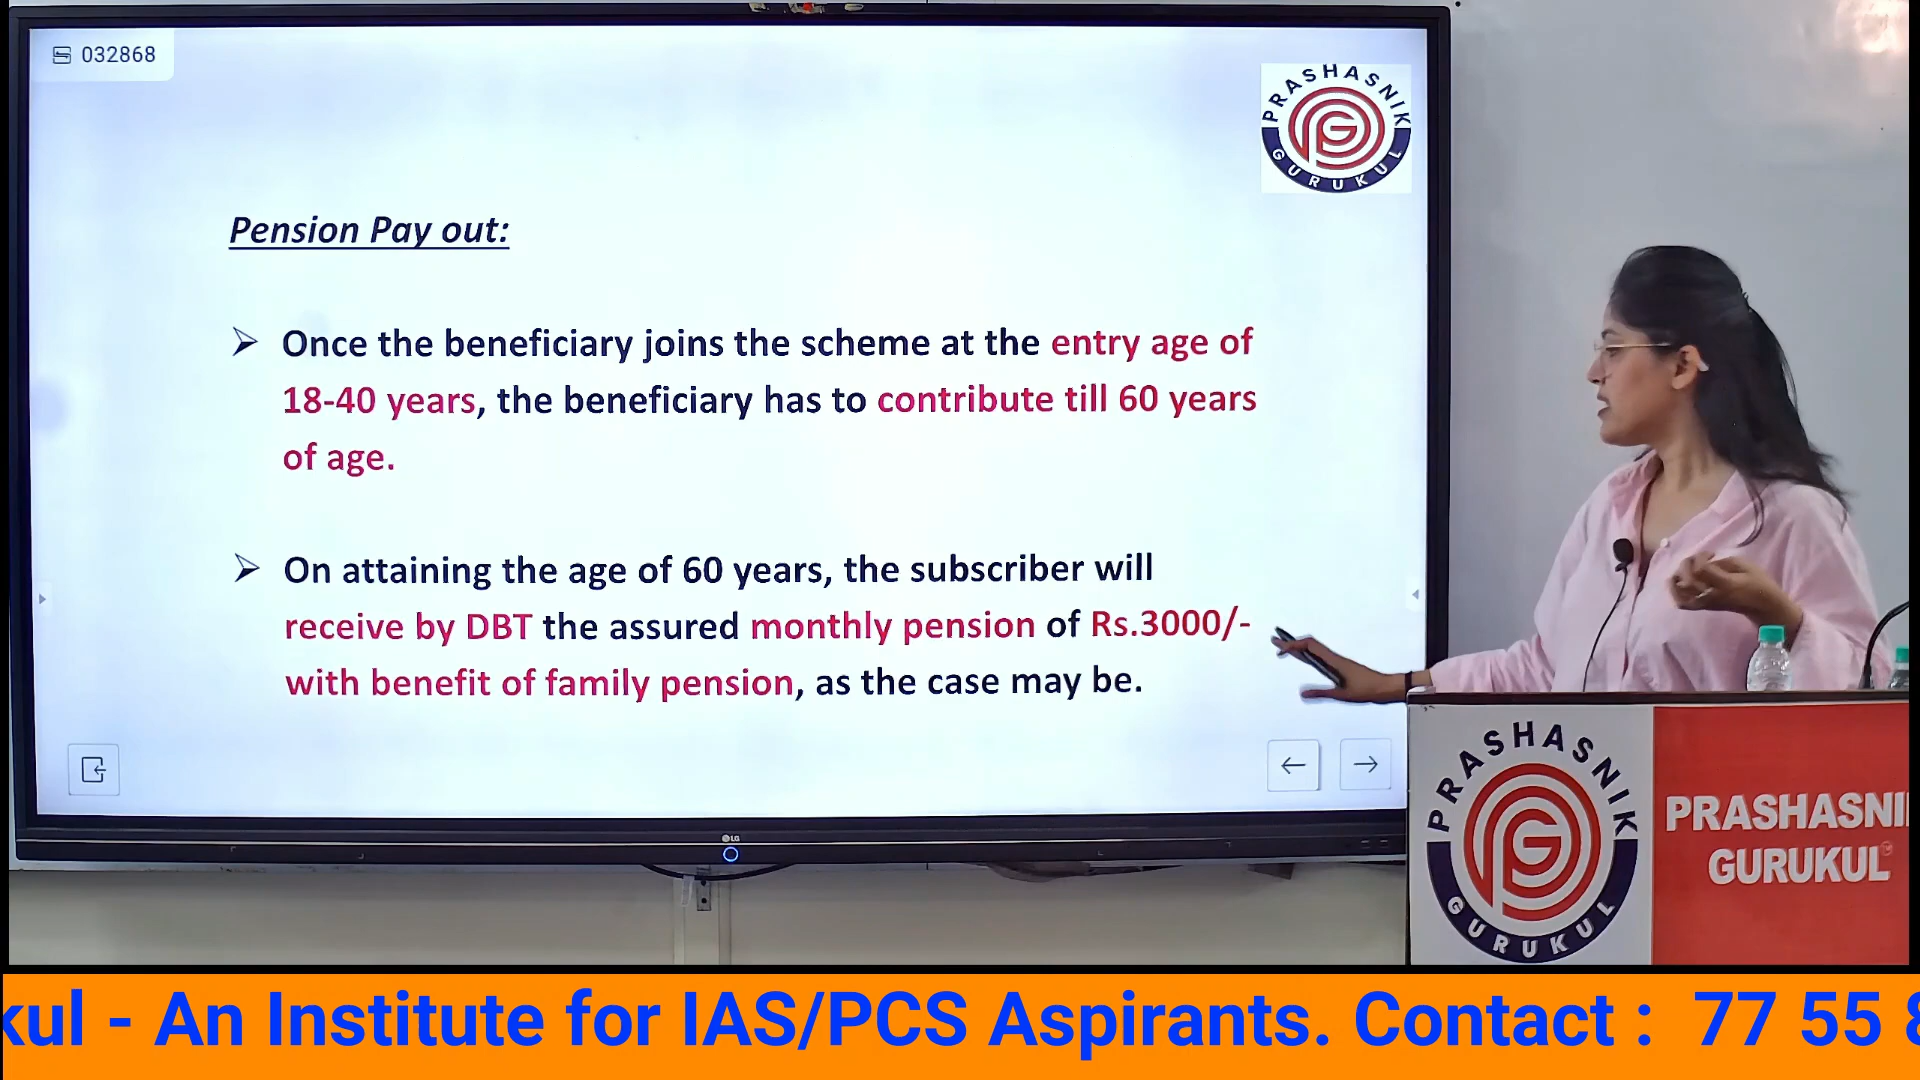 032868
PRASHASNIK
GURUKUL
Pension Pay out:
➢ Once the beneficiary joins the scheme at the entry age of
18-40 years, the beneficiary has to contribute till 60 years
of age.
➢ On attaining the age of 60 years, the subscriber will
receive by DBT the assured monthly pension of Rs.3000/-
with benefit of family pension, as the case may be.
LG
PRASHASNIK
GURUKUL
PRASHASNI
GURUKUL
kul - An Institute for IAS/PCS Aspirants. Contact : 77 55 8